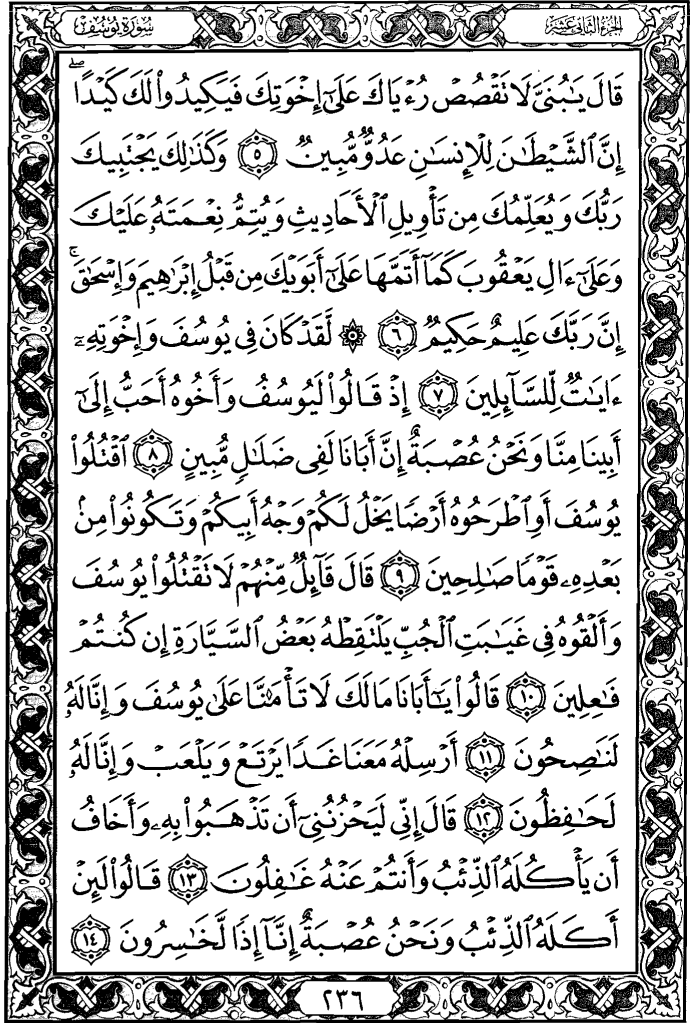 الجزء الثاني عشر
سورة يوسف
قَالَ يَٰبُنَىَّ لَا تَقْصُصْ رُءْيَاكَ عَلَىٰٓ إِخْوَتِكَ فَيَكِيدُواْ لَكَ كَيْدًاۖ
إِنَّ ٱلشَّيْطَٰنَ لِلْإِنسَٰنِ عَدُوٌّ مُّبِينٌ ٥ وَكَذَٰلِكَ يَجْتَبِيكَ
رَبُّكَ وَيُعَلِّمُكَ مِن تَأْوِيلِ ٱلْأَحَادِيثِ وَيُتِمُّ نِعْمَتَهُۥ عَلَيْكَ
وَعَلَىٰٓ ءَالِ يَعْقُوبَ كَمَآ أَتَمَّهَا عَلَىٰٓ أَبَوَيْكَ مِن قَبْلُ إِبْرَٰهِيمَ وَإِسْحَٰقَۚ
إِنَّ رَبَّكَ عَلِيمٌ حَكِيمٌ ٦ ۞ لَّقَدْ كَانَ فِى يُوسُفَ وَإِخْوَتِهِۦٓ
ءَايَٰتٌ لِّلسَّآئِلِينَ ٧ إِذْ قَالُواْ لَيُوسُفُ وَأَخُوهُ أَحَبُّ إِلَىٰٓ
أَبِينَا مِنَّا وَنَحْنُ عُصْبَةٌ إِنَّ أَبَانَا لَفِى ضَلَٰلٍ مُّبِينٍ ٨ ٱقْتُلُواْ
يُوسُفَ أَوِ ٱطْرَحُوهُ أَرْضًا يَخْلُ لَكُمْ وَجْهُ أَبِيكُمْ وَتَكُونُواْ مِنۢ
بَعْدِهِۦ قَوْمًا صَٰلِحِينَ ٩ قَالَ قَآئِلٌ مِّنْهُمْ لَا تَقْتُلُواْ يُوسُفَ
وَأَلْقُوهُ فِى غَيَٰبَتِ ٱلْجُبِّ يَلْتَقِطْهُ بَعْضُ ٱلسَّيَّارَةِ إِن كُنتُمْ
فَٰعِلِينَ ١٠ قَالُواْ يَٰٓأَبَانَا مَالَكَ لَا تَأْمَ۫نَّا عَلَىٰ يُوسُفَ وَإِنَّا لَهُۥ
لَنَٰصِحُونَ ١١ أَرْسِلْهُ مَعَنَا غَدًا يَرْتَعْ وَيَلْعَبْ وَإِنَّا لَهُۥ
لَحَٰفِظُونَ ١٢ قَالَ إِنِّى لَيَحْزُنُنِىٓ أَن تَذْهَبُواْ بِهِۦ وَأَخَافُ
أَن يَأْكُلَهُ ٱلذِّئْبُ وَأَنتُمْ عَنْهُ غَٰفِلُونَ ١٣ قَالُواْ لَئِنْ
أَكَلَهُ ٱلذِّئْبُ وَنَحْنُ عُصْبَةٌ إِنَّآ إِذًا لَّخَٰسِرُونَ ١٤
٢٣٦